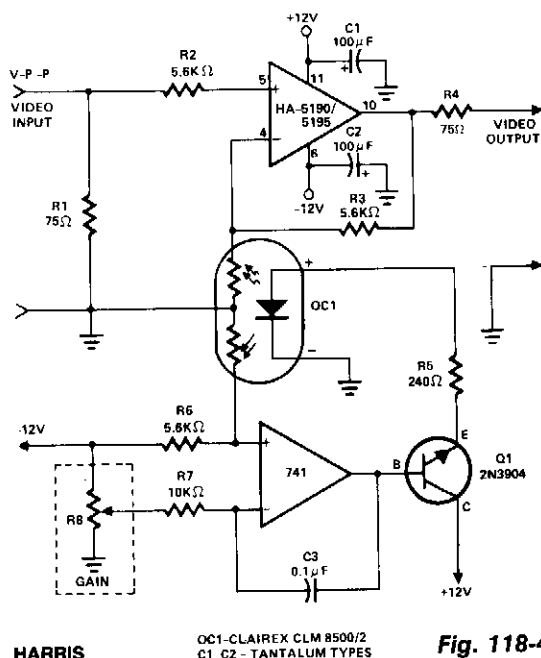 +12V
C1
100μF
+
V-P -P
VIDEO
INPUT
R2
5.6KΩ
5
+
11
HA-5190/
5195
10
R4
75Ω
VIDEO
OUTPUT
4
-
6
C2
100μF
+
-12V
R1
75Ω
R3
5.6KΩ
+
OC1
-
R5
240Ω
-12V
R6
5.6KΩ
+
741
-
R7
10KΩ
R8
GAIN
C3
0.1μF
B
E
C
Q1
2N3904
+12V
HARRIS
OC1-CLAIREX CLM 8500/2
C1 C2 - TANTALUM TYPES
Fig. 118-4